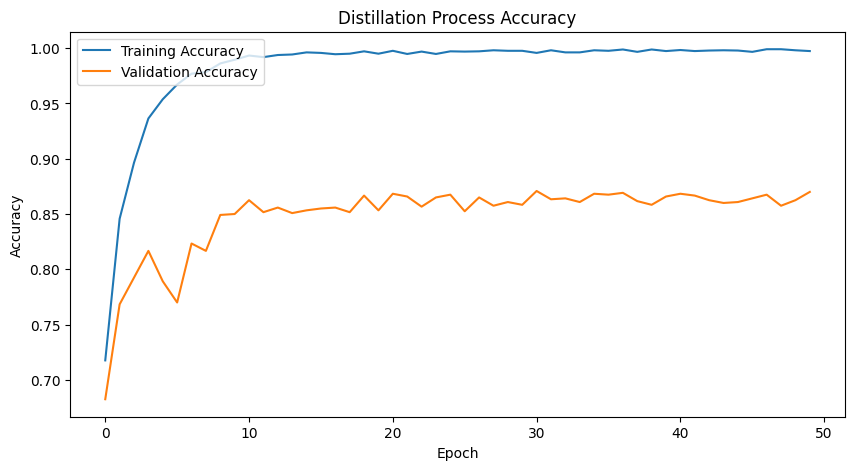 Distillation Process Accuracy
Training Accuracy
Validation Accuracy
Accuracy
1.00
0.95
0.90
0.85
0.80
0.75
0.70
0 10 20 30 40 50
Epoch